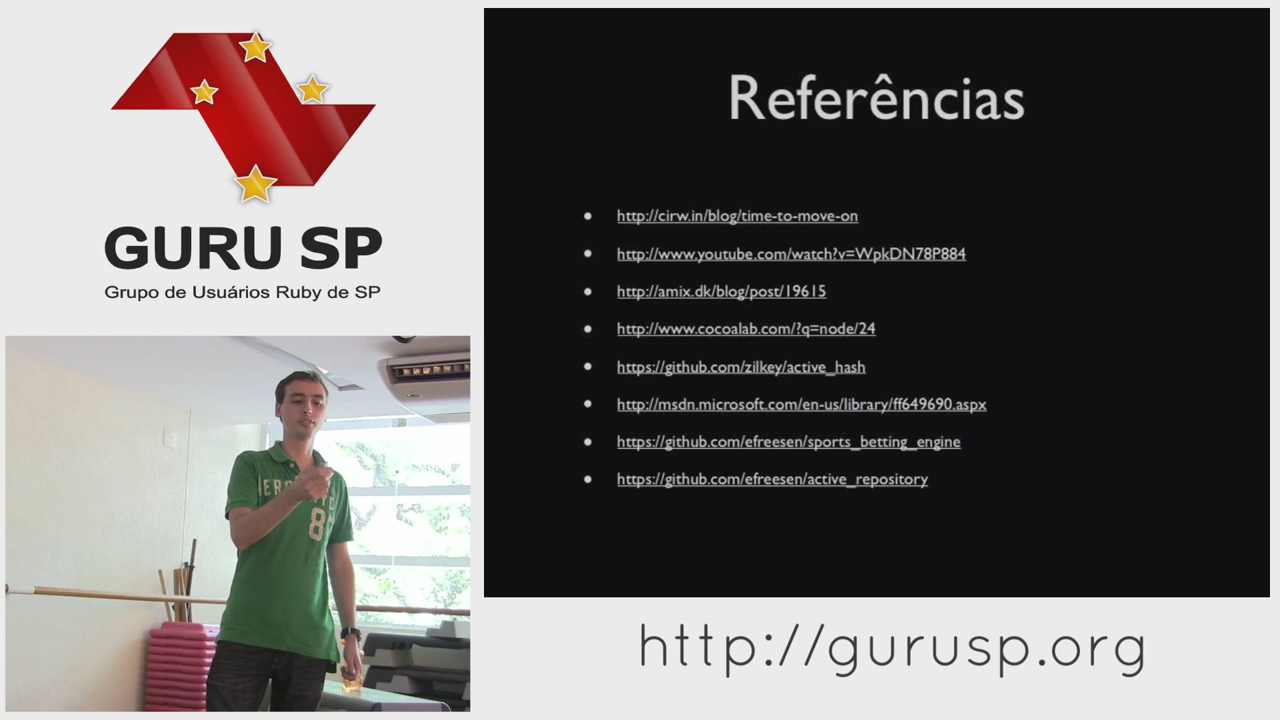 GURU SP
Grupo de Usuários Ruby de SP
Referências
http://cirw.in/blog/time-to-move-on
http://www.youtube.com/watch?v=WpkDN78P884
http://amix.dk/blog/post/19615
http://www.cocoalab.com/?q=node/24
https://github.com/zilkey/active_hash
http://msdn.microsoft.com/en-us/library/ff649690.aspx
https://github.com/efreesen/sports_betting_engine
https://github.com/efreesen/active_repository
8
http://gurusp.org